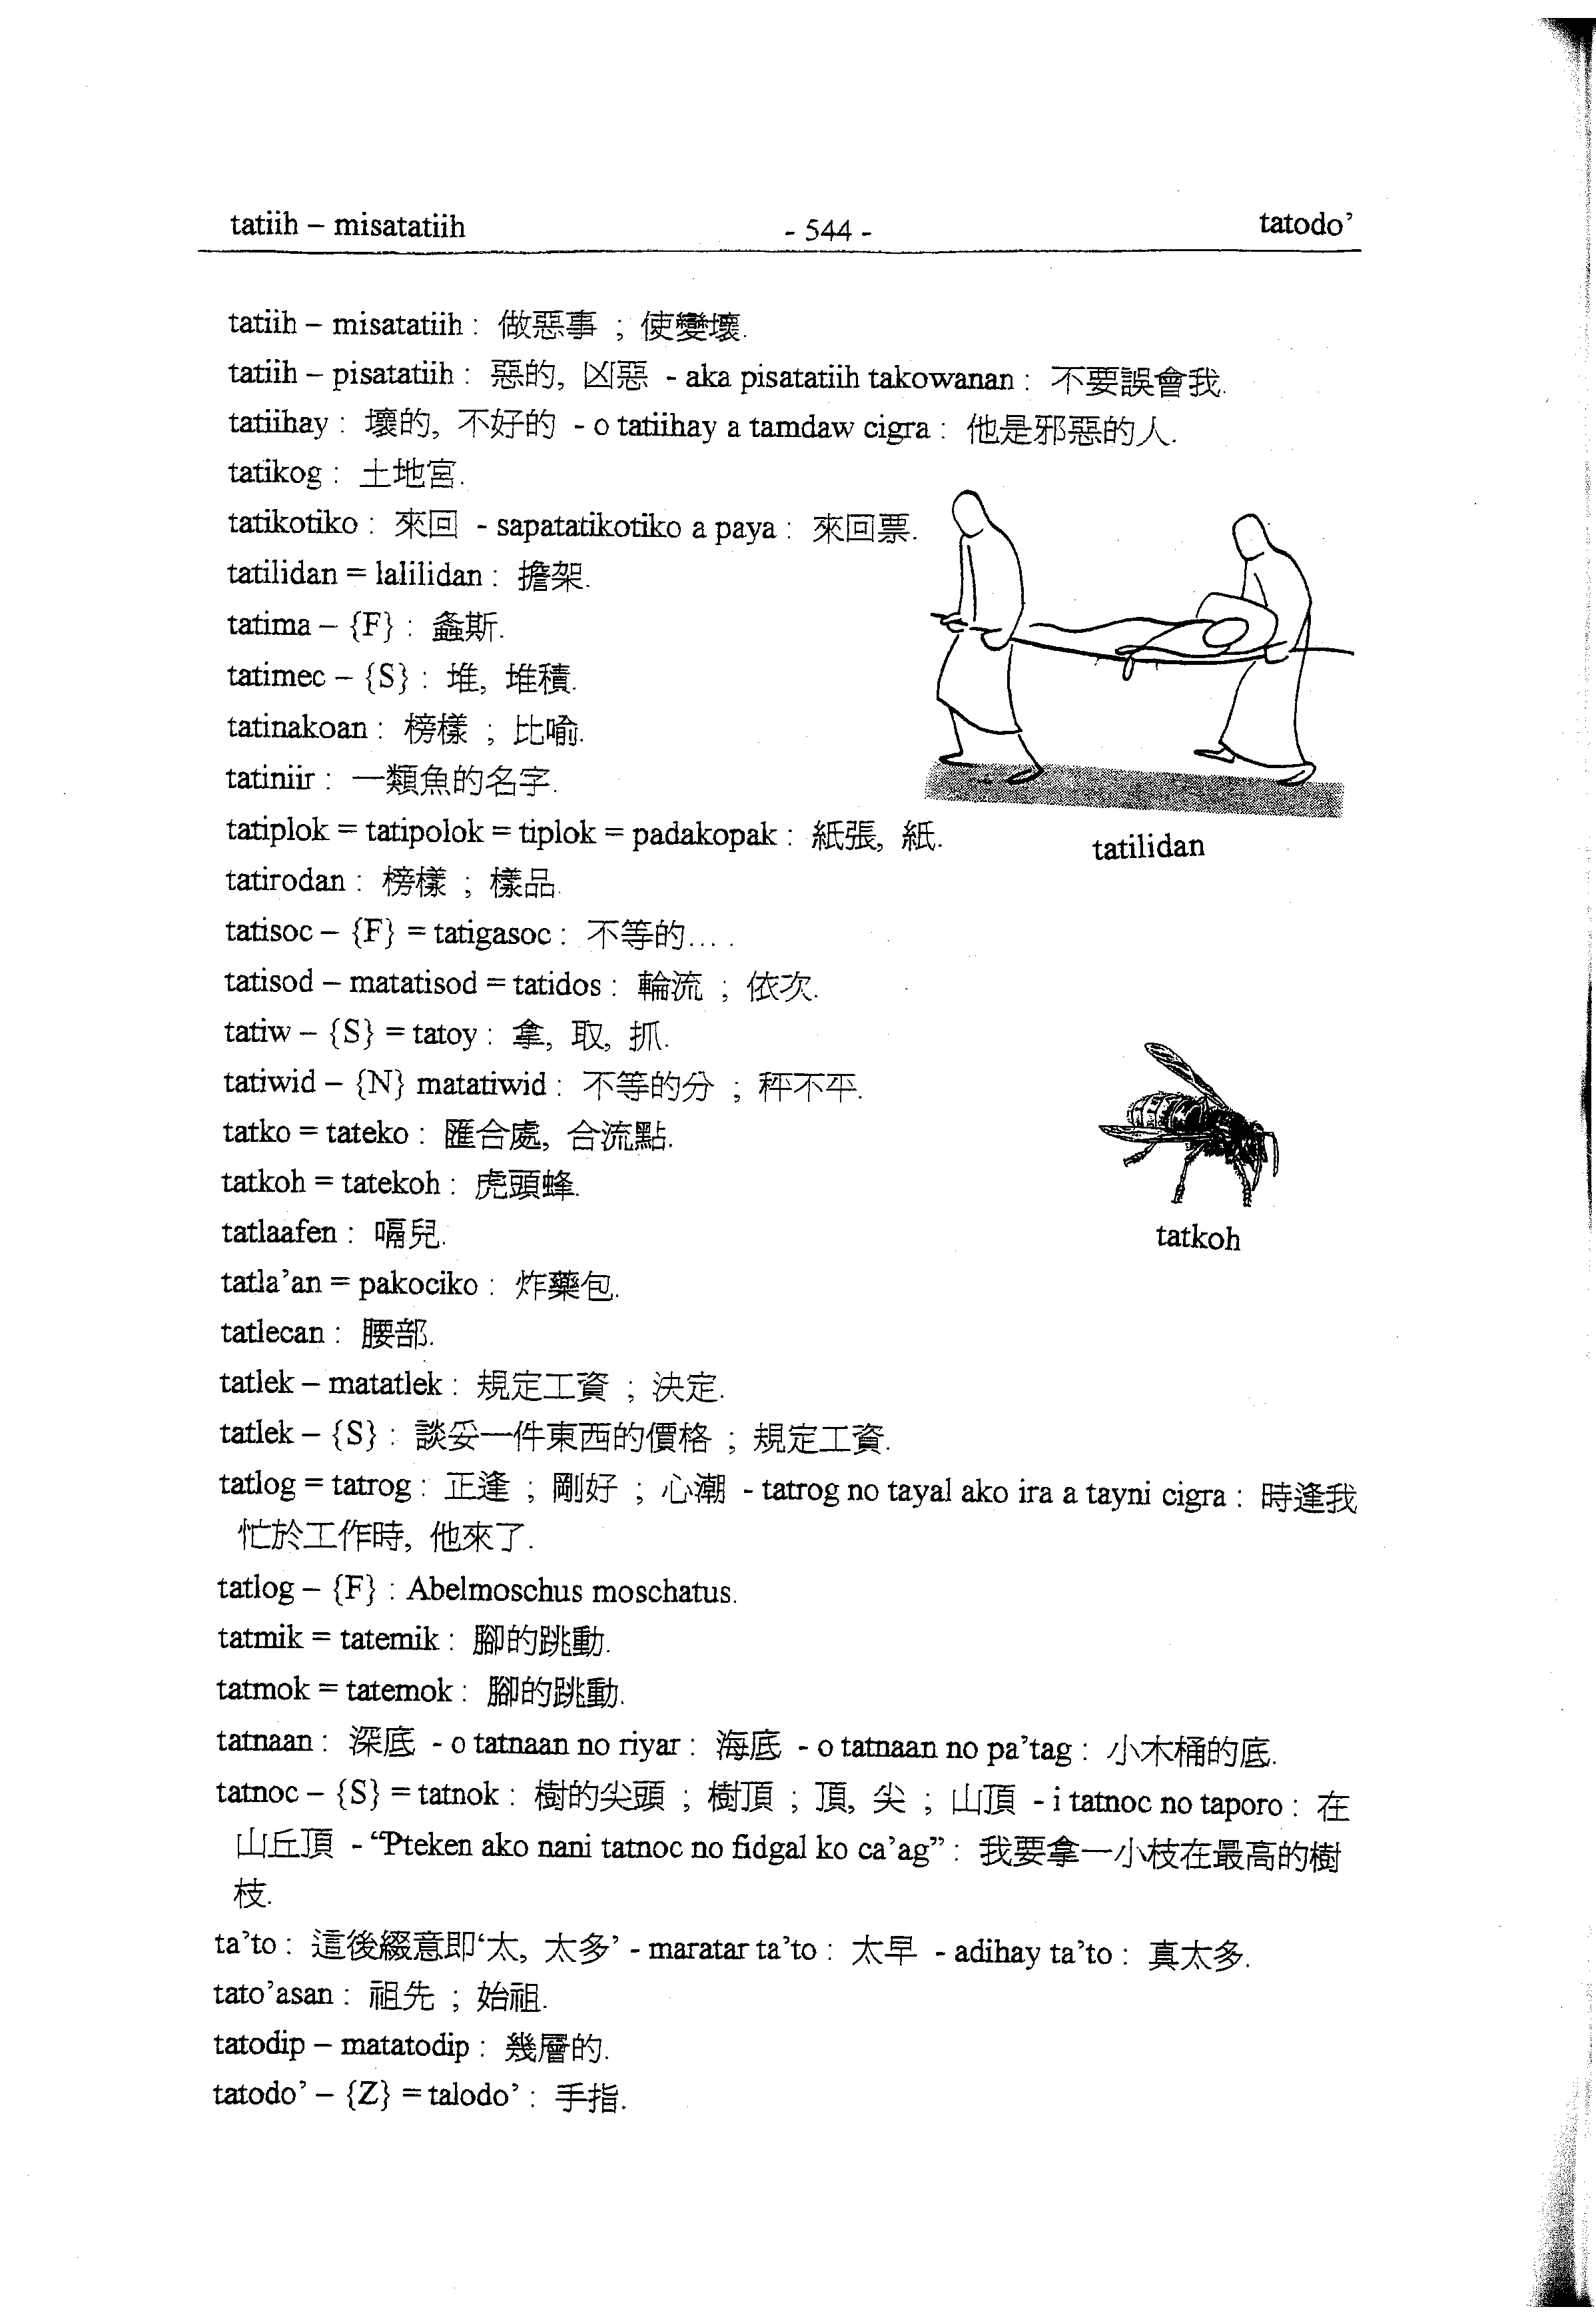 tatiih – misatatiih
- 544 -
tatodo’
tatiih – misatatiih : 做惡事 ; 使變壞.
tatiih – pisatatiih : 惡的, 凶惡 - aka pisatatiih takowanan : 不要誤會我.
tatiihay : 壞的, 不好的 - o tatiihay a tamdaw cigra : 他是邪惡的人.
tatikog : 土地宮.
tatikotiko : 來回 - sapatatikotiko a paya : 來回票.
tatilidan = lalilidan : 擔架.
tatima – {F} : 螽斯.
tatimec – {S} : 堆, 堆積.
tatinakoan : 榜樣 ; 比喻.
tatiniir : 一類魚的名字.
tatiplok = tatipolok = tiplok = padakopak : 紙張, 紙.
tatilidan
tatirodan : 榜樣 ; 樣品.
tatisoc – {F} = tatigasoc : 不等的... .
tatisod – matatisod = tatidos : 輪流 ; 依次.
tatiw – {S} = tatoy : 拿, 取, 抓.
tatiwid – {N} matatiwid : 不等的分 ; 秤不平.
tatko = tateko : 匯合處, 合流點.
tatkoh = tatekoh : 虎頭蜂.
tatlaafen : 嗝兒.
tatkoh
tatla’an = pakociko : 炸藥包.
tatlecan : 腰部.
tatlek – matatlek : 規定工資 ; 決定.
tatlek – {S} : 談妥一件東西的價格 ; 規定工資.
tatlog = tatrog : 正逢 ; 剛好 ; 心潮 - tatrog no tayal ako ira a tayni cigra : 時逢我
忙於工作時, 他來了.
tatlog – {F} : Abelmoschus moschatus.
tatmik = tatemik : 腳的跳動.
tatmok = tatemok : 腳的跳動.
tatnaan : 深底 - o tatnaan no riyar : 海底 - o tatnaan no pa’tag : 小木桶的底.
tatnoc – {S} = tatnok : 樹的尖頭 ; 樹頂 ; 頂, 尖 ; 山頂 - i tatnoc no taporo : 在
山丘頂 - “Pteken ako nani tatnoc no fidgal ko ca’ag” : 我要拿一小枝在最高的樹
枝.
ta’to : 這後綴意即‘太, 太多’ - maratar ta’to : 太早 - adihay ta’to : 真太多.
tato’asan : 祖先 ; 始祖.
tatodip – matatodip : 幾層的.
tatodo’ – {Z} = talodo’ : 手指.